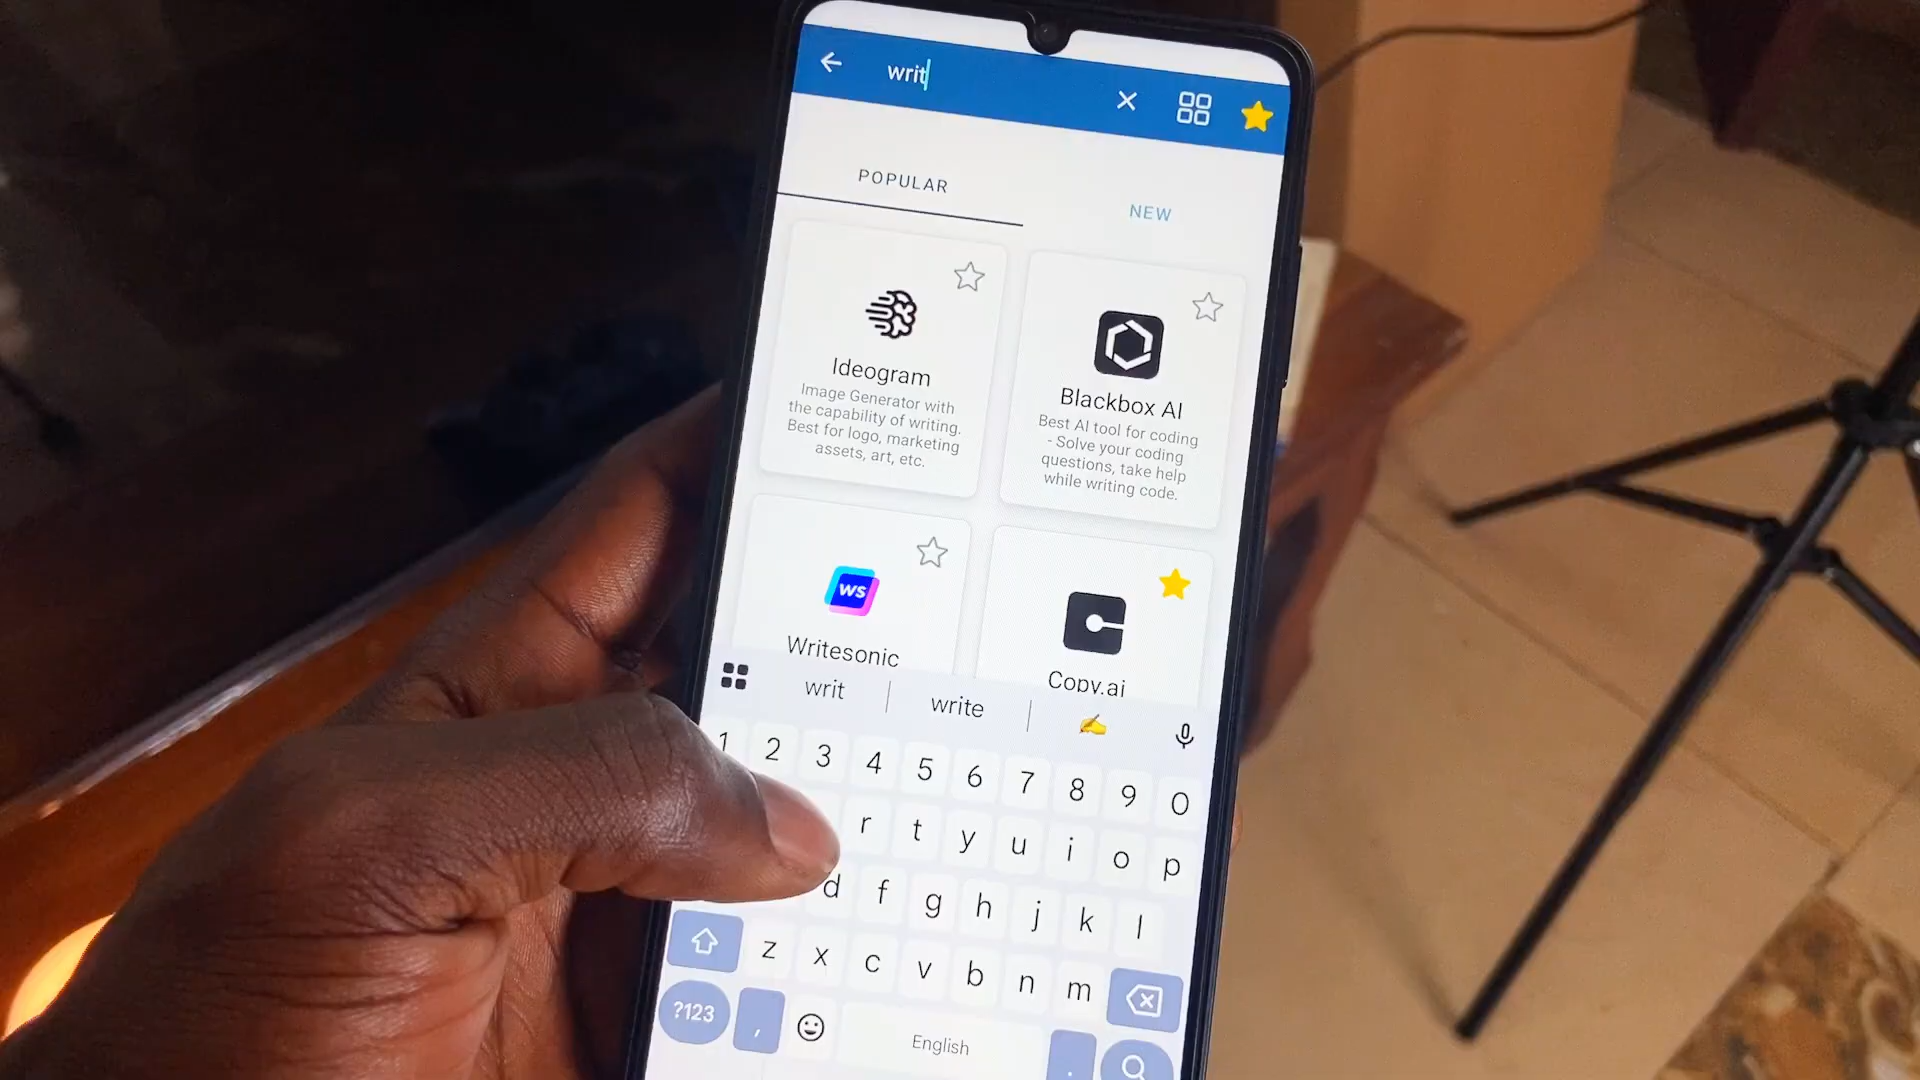 writ
POPULAR
NEW
Ideogram
Image Generator with
the capability of writing.
Best for logo, marketing
assets, art, etc.
Blackbox AI
Best AI tool for coding
- Solve your coding
questions, take help
while writing code.
WS
Writesonic
Copy.ai
writ
write
1 2 3 4 5 6 7 8 9 0
r t y u i o p
d f g h j k l
z x c v b n m
?123 , English .